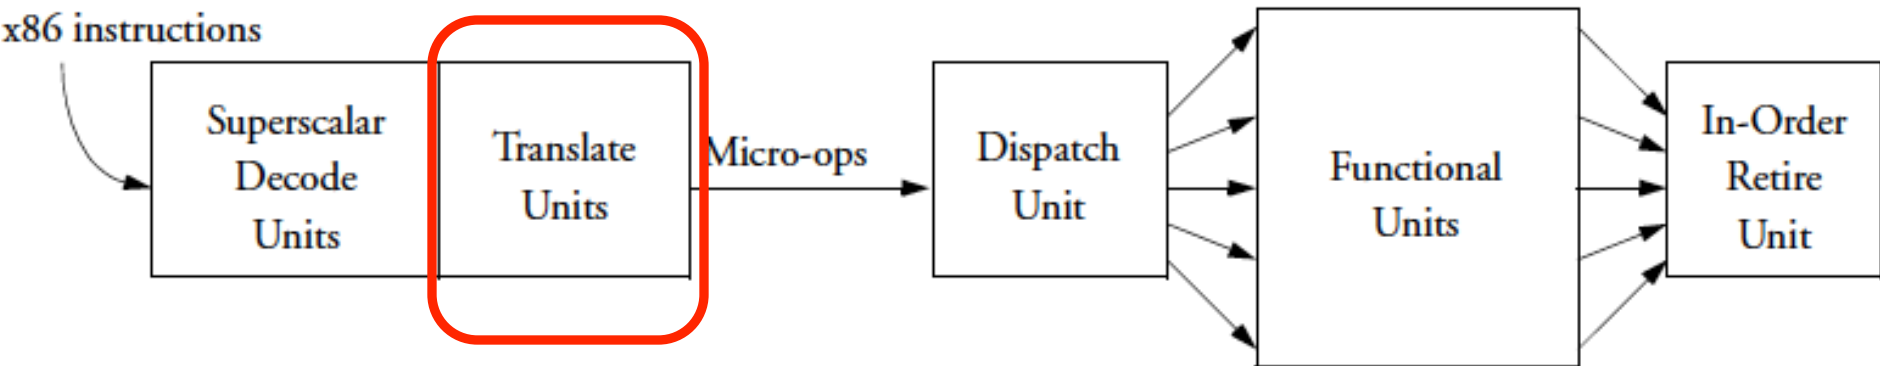 x86 instructions
Superscalar
Decode
Units
Translate
Units
Micro-ops
Dispatch
Unit
Functional
Units
In-Order
Retire
Unit